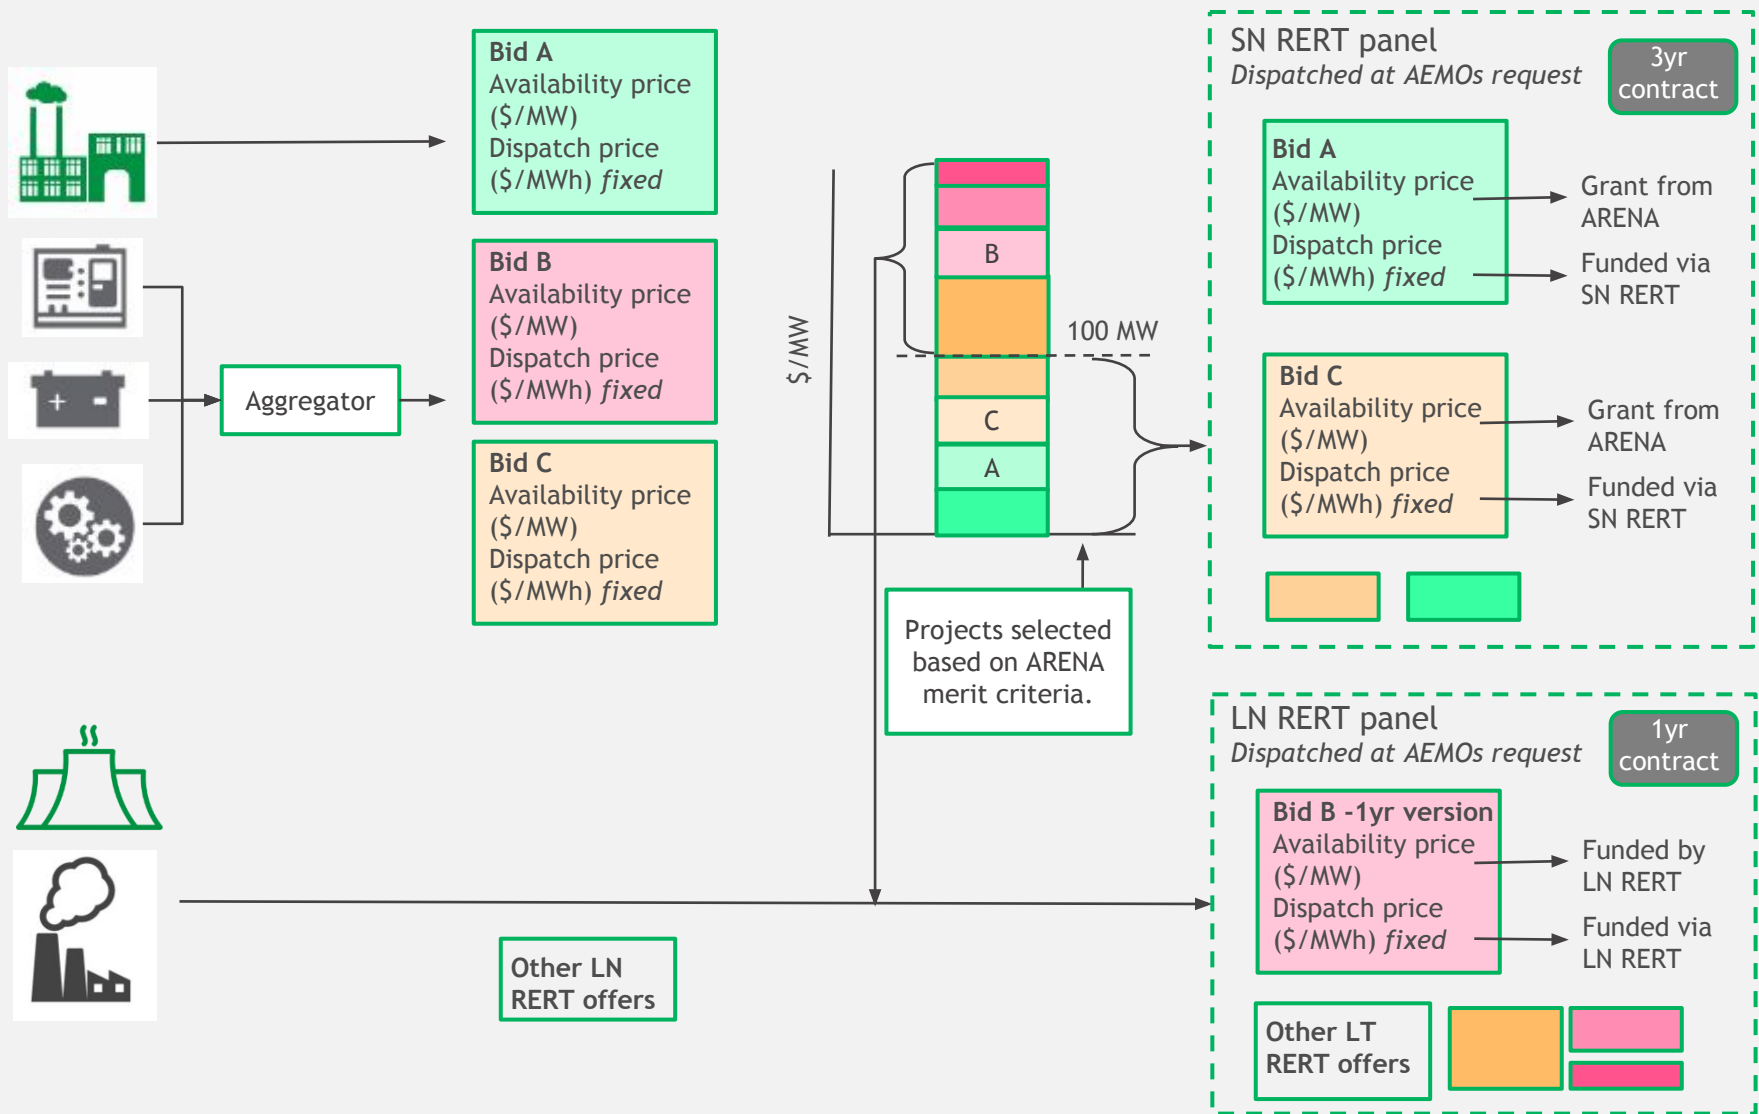 Bid A
Availability price
($/MW)
Dispatch price
($/MWh) fixed
Bid B
Availability price
($/MW)
Dispatch price
($/MWh) fixed
Bid C
Availability price
($/MW)
Dispatch price
($/MWh) fixed
Aggregator
+ -
$/MW
B
100 MW
C
A
Projects selected
based on ARENA
merit criteria.
SN RERT panel
Dispatched at AEMOs request
3yr
contract
Bid A
Availability price
($/MW)
Dispatch price
($/MWh) fixed
Grant from
ARENA
Funded via
SN RERT
Bid C
Availability price
($/MW)
Dispatch price
($/MWh) fixed
Grant from
ARENA
Funded via
SN RERT
LN RERT panel
Dispatched at AEMOs request
1yr
contract
Bid B -1yr version
Availability price
($/MW)
Dispatch price
($/MWh) fixed
Funded by
LN RERT
Funded via
LN RERT
Other LN
RERT offers
Other LT
RERT offers